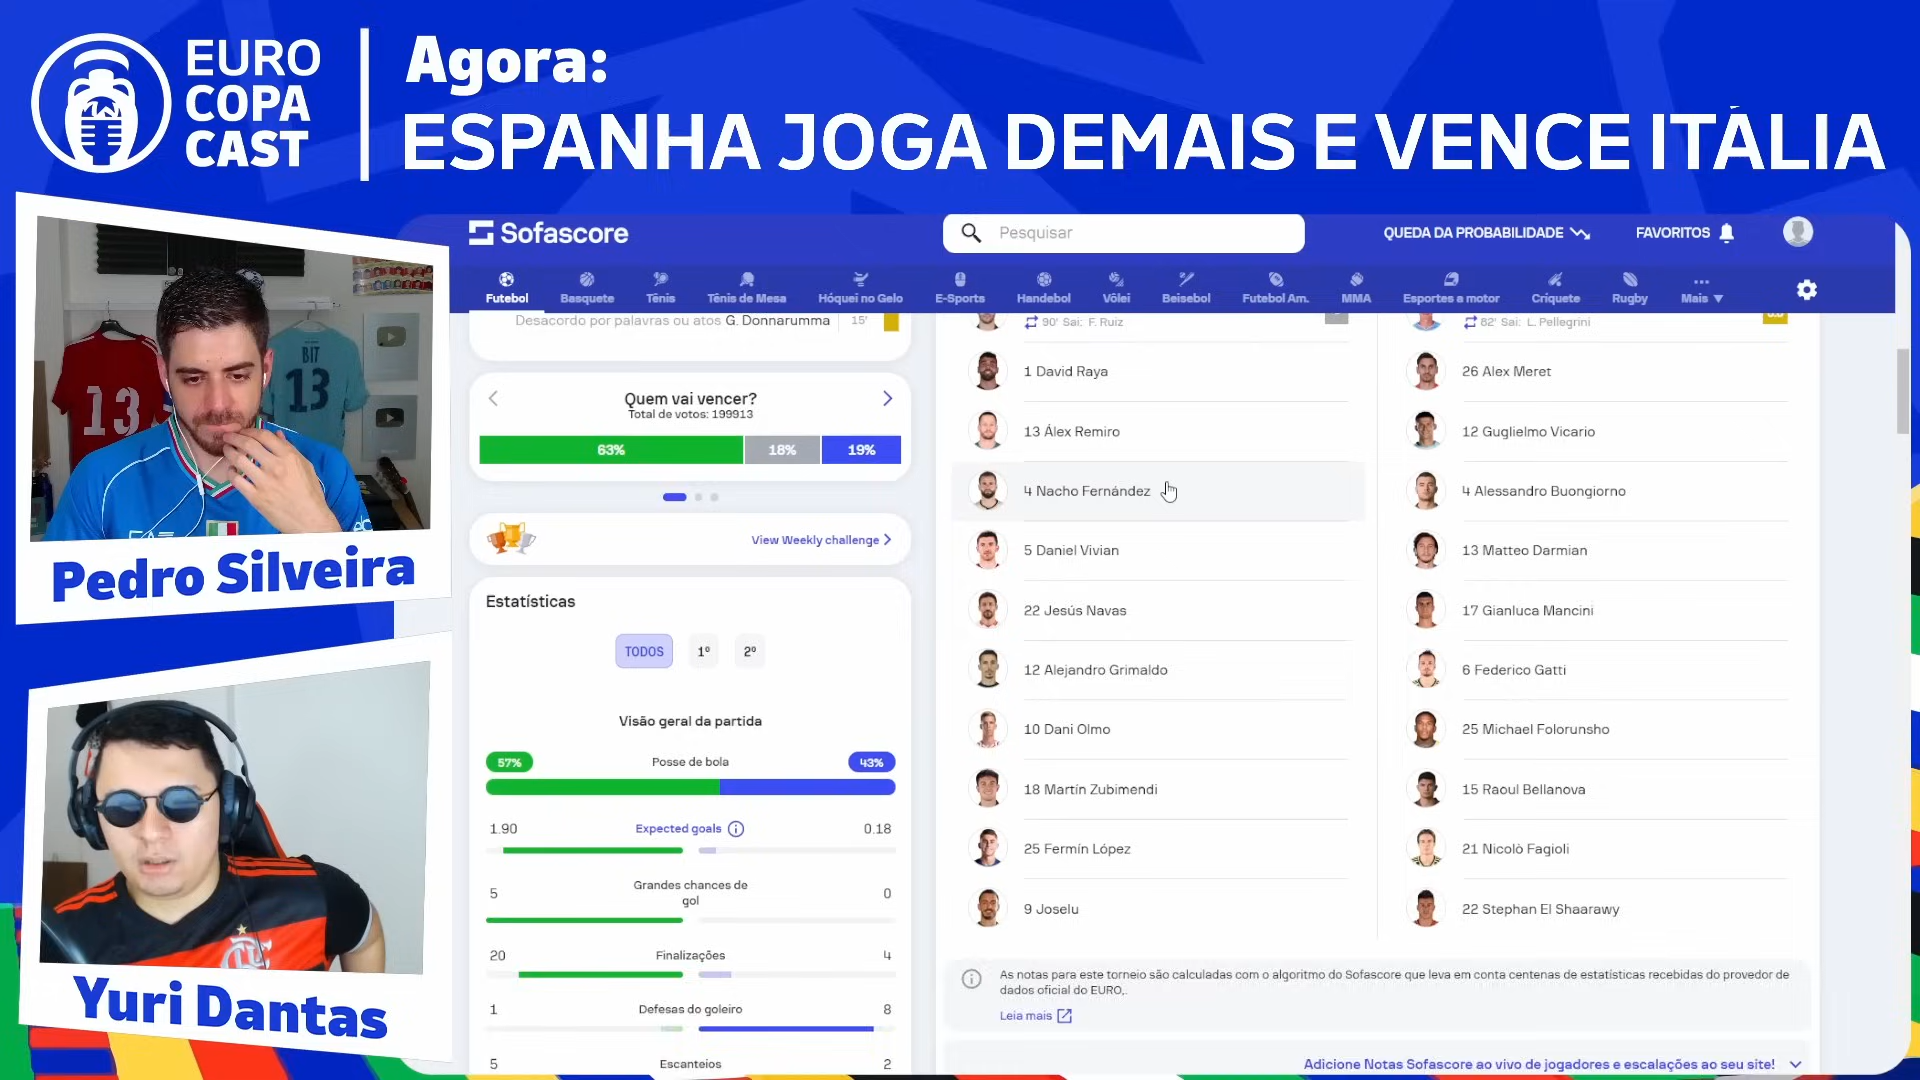 EURO
COPA
CAST
Agora:
ESPANHA JOGA DEMAIS E VENCE ITÁLIA
Sofascore
Pesquisar
QUEDA DA PROBABILIDADE
FAVORITOS
Futebol
Basquete
Tênis
Tênis de Mesa
Hóquei no Gelo
E-Sports
Handebol
Vôlei
Beisebol
Futebol Am.
MMA
Esportes a motor
Críquete
Rugby
Mais ▼
Desacordo por palavras ou atos G. Donnarumma 15'
Quem vai vencer?
Total de votos: 199913
63% 18% 19%
View Weekly challenge
Estatísticas
TODOS 1º 2º
Visão geral da partida
57% Posse de bola 43%
1.90 Expected goals 0.18
5 Grandes chances de gol 0
20 Finalizações 4
1 Defesas do goleiro 8
5 Escanteios 2
90' Sai: F. Ruiz
1 David Raya
13 Álex Remiro
4 Nacho Fernández
5 Daniel Vivian
22 Jesús Navas
12 Alejandro Grimaldo
10 Dani Olmo
18 Martín Zubimendi
25 Fermín López
9 Joselu
82' Sai: L. Pellegrini
26 Alex Meret
12 Guglielmo Vicario
4 Alessandro Buongiorno
13 Matteo Darmian
17 Gianluca Mancini
6 Federico Gatti
25 Michael Folorunsho
15 Raoul Bellanova
21 Nicolò Fagioli
22 Stephan El Shaarawy
As notas para este torneio são calculadas com o algoritmo do Sofascore que leva em conta centenas de estatísticas recebidas do provedor de
dados oficial do EURO,.
Leia mais
Adicione Notas Sofascore ao vivo de jogadores e escalações ao seu site!
13
BIT
13
Pedro Silveira
Yuri Dantas